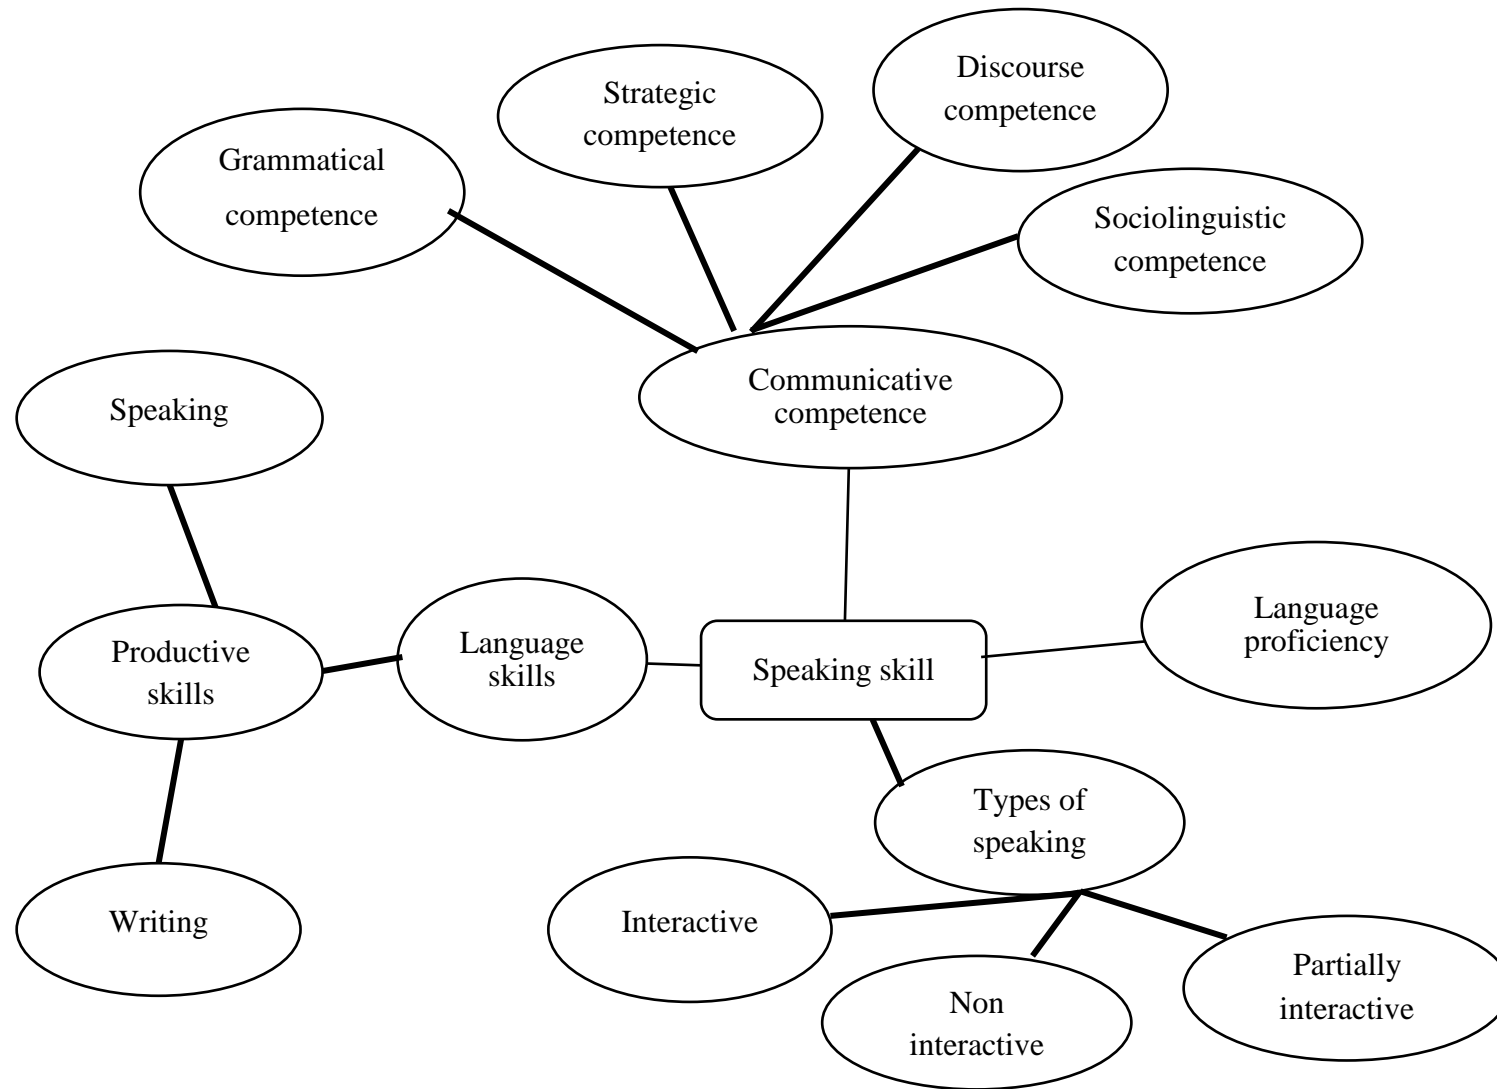 Discourse
competence
Strategic
competence
Grammatical
competence
Sociolinguistic
competence
Communicative
competence
Speaking
Language
proficiency
Productive
skills
Language
skills
Speaking skill
Types of
speaking
Writing
Interactive
Non
interactive
Partially
interactive